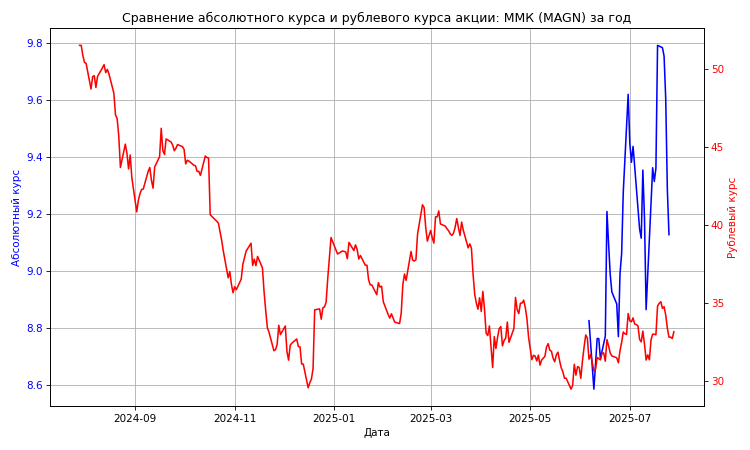 Сравнение абсолютного курса и рублевого курса акции: ММК (MAGN) за год
9.8
9.6
9.4
9.2
9.0
8.8
8.6
Абсолютный курс
50
45
40
35
30
Рублевый курс
2024-09 2024-11 2025-01 2025-03 2025-05 2025-07
Дата